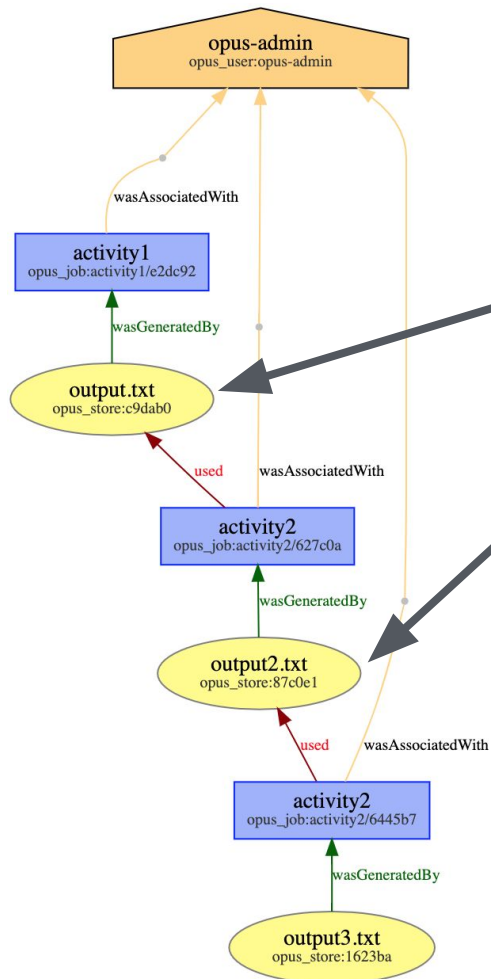 opus-admin
opus_user:opus-admin
wasAssociatedWith
activity1
opus_job:activity1/e2dc92
wasGeneratedBy
output.txt
opus_store:c9dab0
used
wasAssociatedWith
activity2
opus_job:activity2/627c0a
wasGeneratedBy
output2.txt
opus_store:87c0e1
used
wasAssociatedWith
activity2
opus_job:activity2/6445b7
wasGeneratedBy
output3.txt
opus_store:1623ba